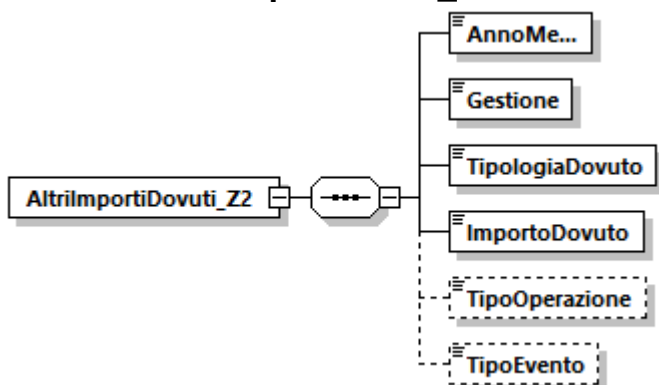 AnnoMe...
Gestione
TipologiaDovuto
AltriImportiDovuti_Z2
ImportoDovuto
TipoOperazione
TipoEvento